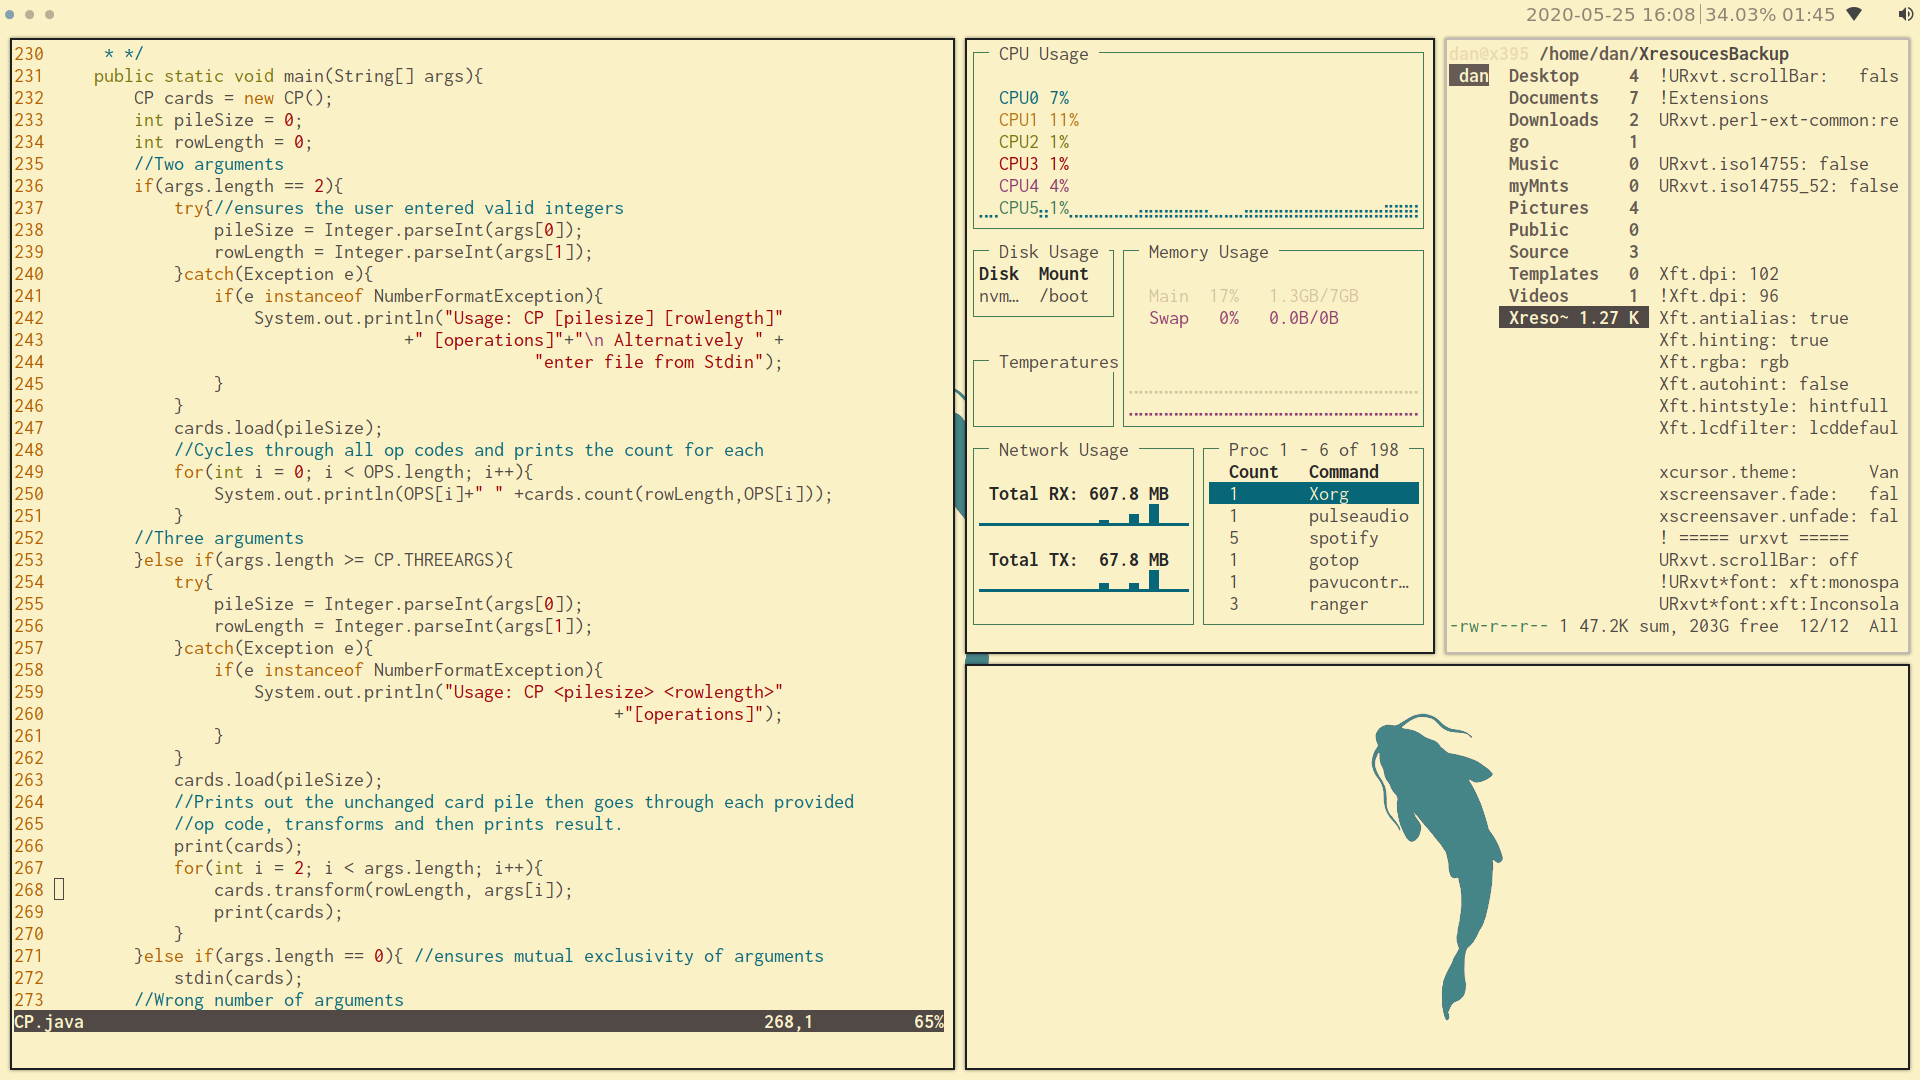 2020-05-25 16:08 34.03% 01:45
230 * */
231 public static void main(String[] args){
232 CP cards = new CP();
233 int pileSize = 0;
234 int rowLength = 0;
235 //Two arguments
236 if(args.length == 2){
237 try{//ensures the user entered valid integers
238 pileSize = Integer.parseInt(args[0]);
239 rowLength = Integer.parseInt(args[1]);
240 }catch(Exception e){
241 if(e instanceof NumberFormatException){
242 System.out.println("Usage: CP [pilesize] [rowlength]"
243 +" [operations]"+"\n Alternatively " +
244 "enter file from Stdin");
245 }
246 }
247 cards.load(pileSize);
248 //Cycles through all op codes and prints the count for each
249 for(int i = 0; i < OPS.length; i++){
250 System.out.println(OPS[i]+" " +cards.count(rowLength,OPS[i]));
251 }
252 //Three arguments
253 }else if(args.length >= CP.THREEARGS){
254 try{
255 pileSize = Integer.parseInt(args[0]);
256 rowLength = Integer.parseInt(args[1]);
257 }catch(Exception e){
258 if(e instanceof NumberFormatException){
259 System.out.println("Usage: CP <pilesize> <rowlength>"
260 +"[operations]");
261 }
262 }
263 cards.load(pileSize);
264 //Prints out the unchanged card pile then goes through each provided
265 //op code, transforms and then prints result.
266 print(cards);
267 for(int i = 2; i < args.length; i++){
268 cards.transform(rowLength, args[i]);
269 print(cards);
270 }
271 }else if(args.length == 0){ //ensures mutual exclusivity of arguments
272 stdin(cards);
273 //Wrong number of arguments
CP.java 268,1 65%
CPU Usage
CPU0 7%
CPU1 11%
CPU2 1%
CPU3 1%
CPU4 4%
CPU5 1%
Disk Usage
Disk Mount
nvm… /boot
Temperatures
Memory Usage
Main 17% 1.3GB/7GB
Swap 0% 0.0B/0B
Network Usage
Total RX: 607.8 MB
Total TX: 67.8 MB
Proc 1 - 6 of 198
Count Command
1 Xorg
1 pulseaudio
5 spotify
1 gotop
1 pavucontr…
3 ranger
dan@x395 /home/dan/XresoucesBackup
dan Desktop 4 !URxvt.scrollBar: fals
Documents 7 !Extensions
Downloads 2 URxvt.perl-ext-common:re
go 1
Music 0 URxvt.iso14755: false
myMnts 0 URxvt.iso14755_52: false
Pictures 4
Public 0
Source 3
Templates 0 Xft.dpi: 102
Videos 1 !Xft.dpi: 96
Xreso~ 1.27 K Xft.antialias: true
Xft.hinting: true
Xft.rgba: rgb
Xft.autohint: false
Xft.hintstyle: hintfull
Xft.lcdfilter: lcddefaul
xcursor.theme: Van
xscreensaver.fade: fal
xscreensaver.unfade: fal
! ===== urxvt =====
URxvt.scrollBar: off
!URxvt*font: xft:monospa
URxvt*font:xft:Inconsola
-rw-r--r-- 1 47.2K sum, 203G free 12/12 All